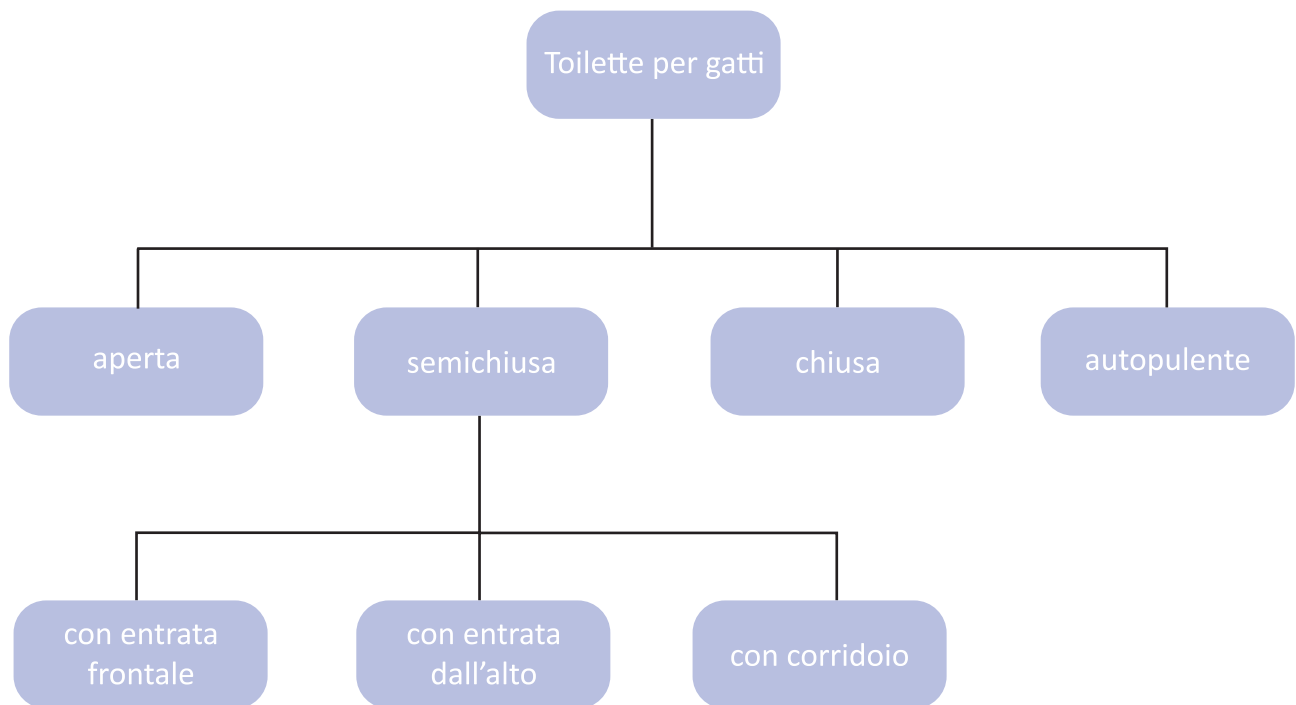 Toilette per gatti
aperta
semichiusa
chiusa
autopulente
con entrata
frontale
con entrata
dall’alto
con corridoio